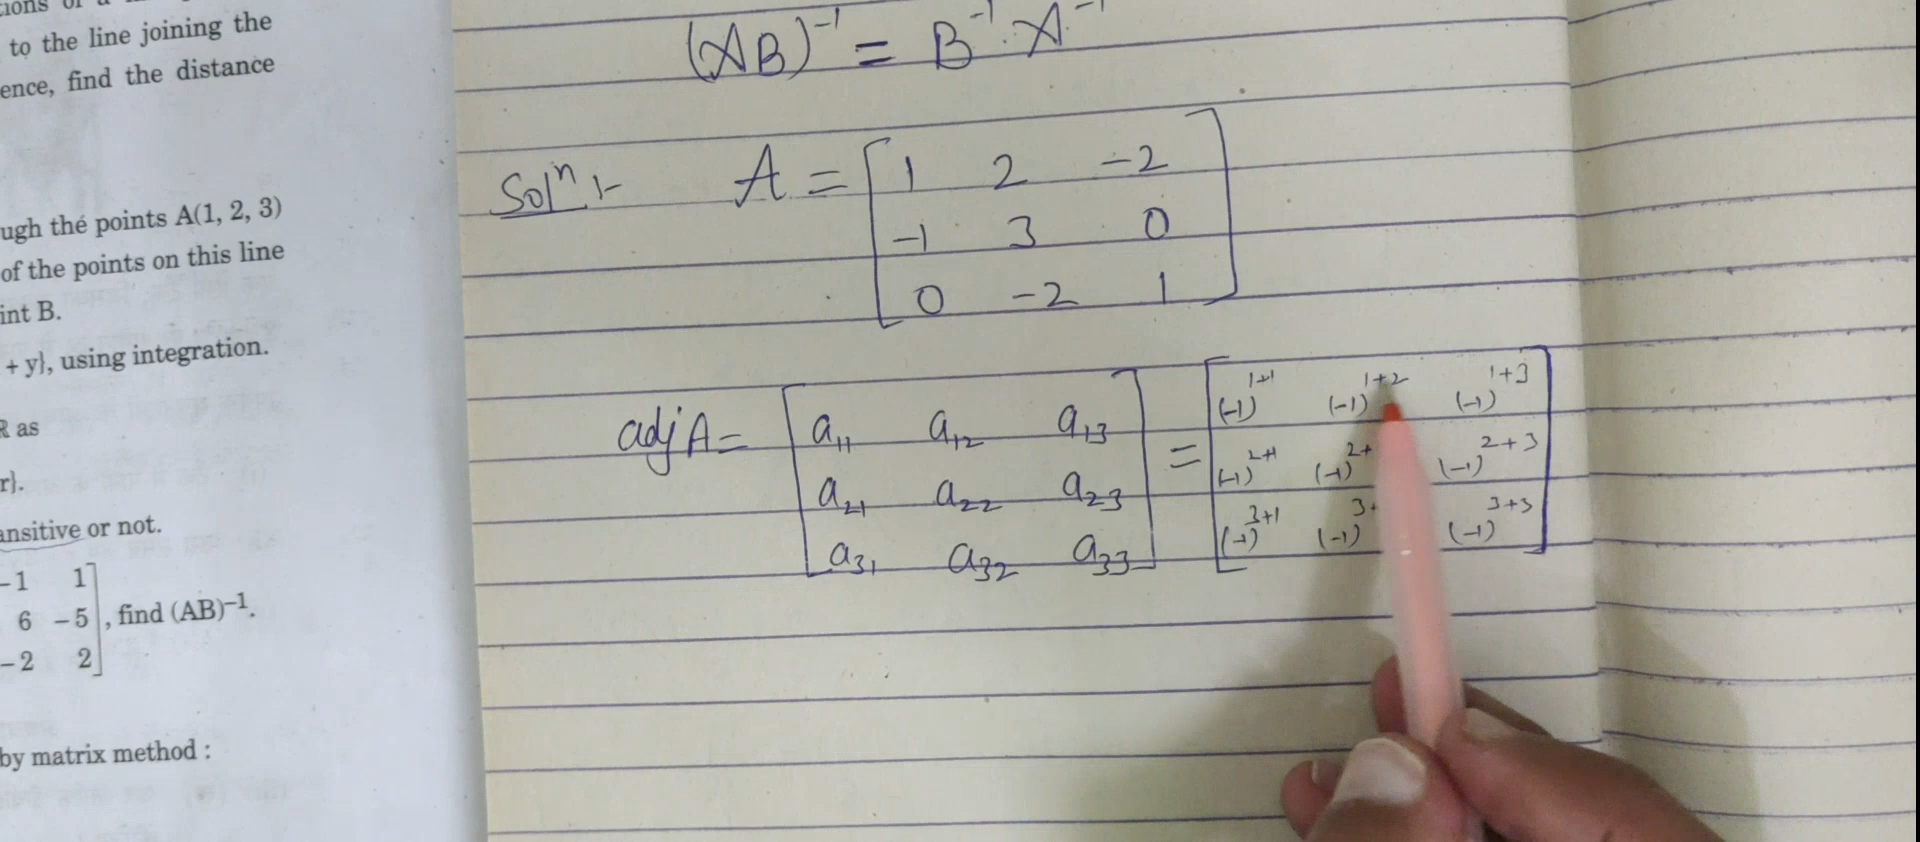 to the line joining the
ence, find the distance
ugh the points A(1, 2, 3)
of the points on this line
int B.
+ y}, using integration.
R as
r}.
ansitive or not.
-1 1
6 -5 , find (AB)⁻¹.
-2 2
by matrix method :
(AB)⁻¹ = B⁻¹. A⁻¹
Solⁿ :- A = [1 2 -2
-1 3 0
0 -2 1]
adj A = [a₁₁ a₁₂ a₁₃ = [(-1)¹⁺¹ (-1)¹⁺² (-1)¹⁺³
a₂₁ a₂₂ a₂₃ (-1)²⁺¹ (-1)²⁺ (-1)²⁺³
a₃₁ a₃₂ a₃₃] (-1)³⁺¹ (-1)³ (-1)³⁺³]